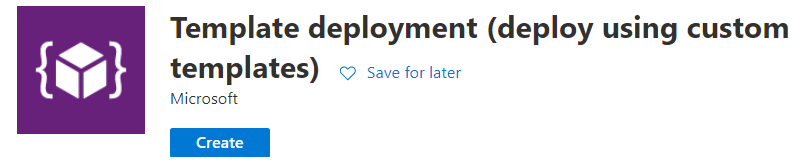 Template deployment (deploy using custom
templates) Save for later
Microsoft
Create